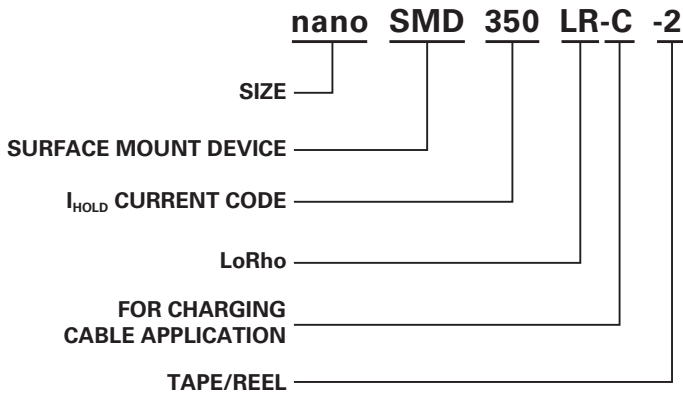 nano SMD 350 LR-C -2
SIZE
SURFACE MOUNT DEVICE
IHOLD CURRENT CODE
LoRho
FOR CHARGING
CABLE APPLICATION
TAPE/REEL